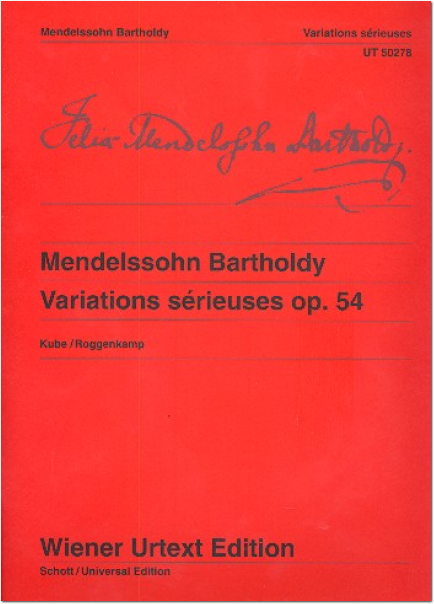 Mendelssohn Bartholdy Variations sérieuses
UT 50278
Felix Mendelssohn Bartholdy.
Mendelssohn Bartholdy
Variations sérieuses op. 54
Kube / Roggenkamp
Wiener Urtext Edition
Schott / Universal Edition